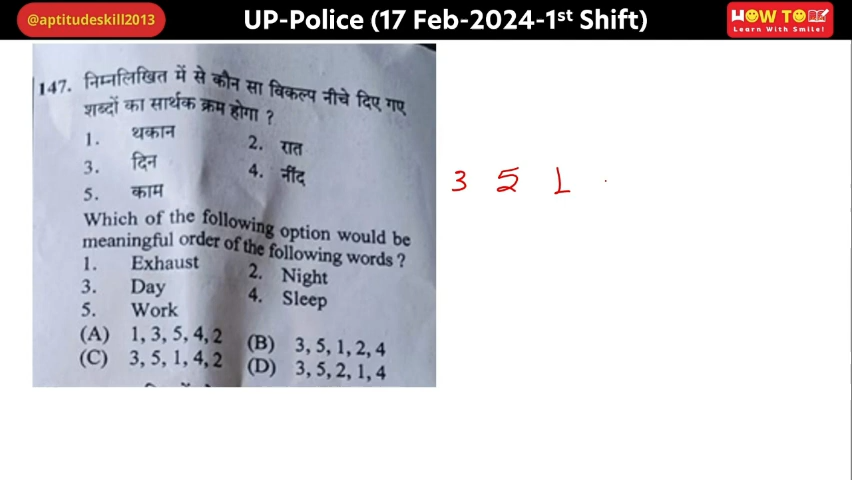 @aptitudeskill2013
UP-Police (17 Feb-2024-1st Shift)
HOW TO
Learn With Smile!
147. निम्नलिखित में से कौन सा विकल्प नीचे दिए गए
शब्दों का सार्थक क्रम होगा ?
1. थकान 2. रात
3. दिन 4. नींद
5. काम
Which of the following option would be
meaningful order of the following words ?
1. Exhaust 2. Night
3. Day 4. Sleep
5. Work
(A) 1, 3, 5, 4, 2 (B) 3, 5, 1, 2, 4
(C) 3, 5, 1, 4, 2 (D) 3, 5, 2, 1, 4
3 5 1